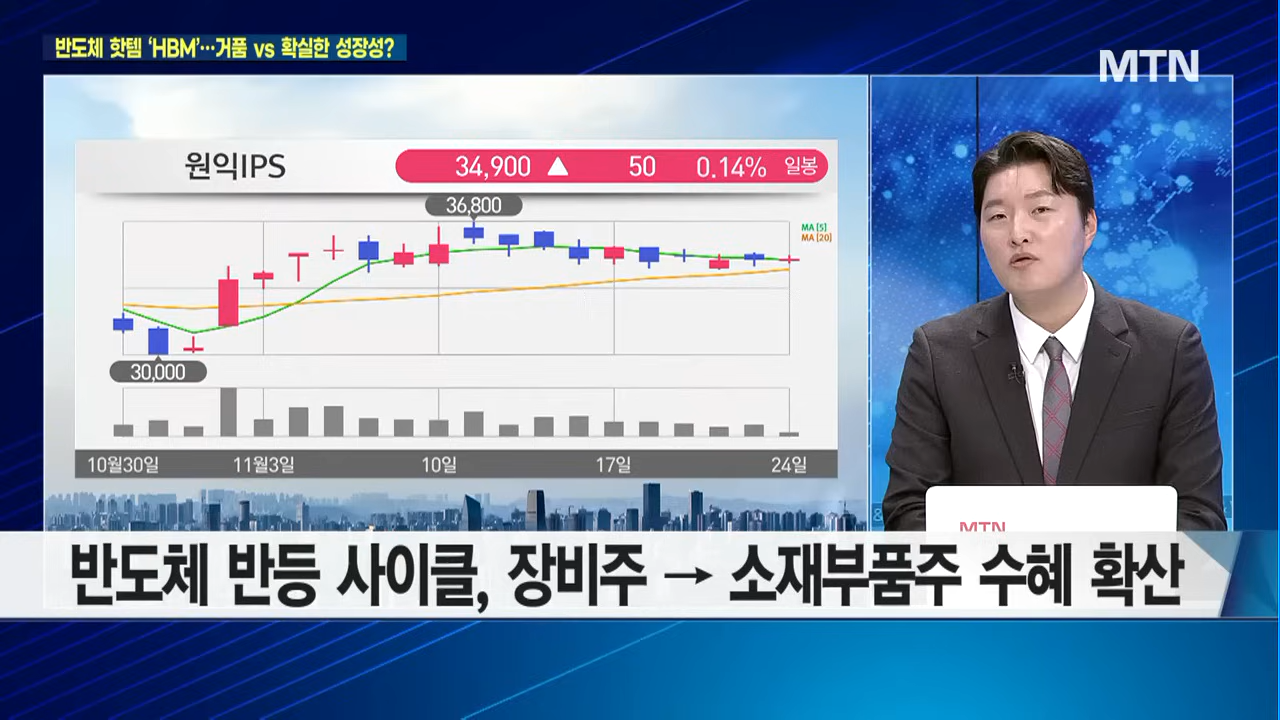 반도체 핫템 'HBM'…거품 vs 확실한 성장성?
MTN
원익IPS
34,900 ▲ 50 0.14% 일봉
36,800
MA [5]
MA [20]
30,000
10월30일 11월3일 10일 17일 24일
MTN
반도체 반등 사이클, 장비주 → 소재부품주 수혜 확산